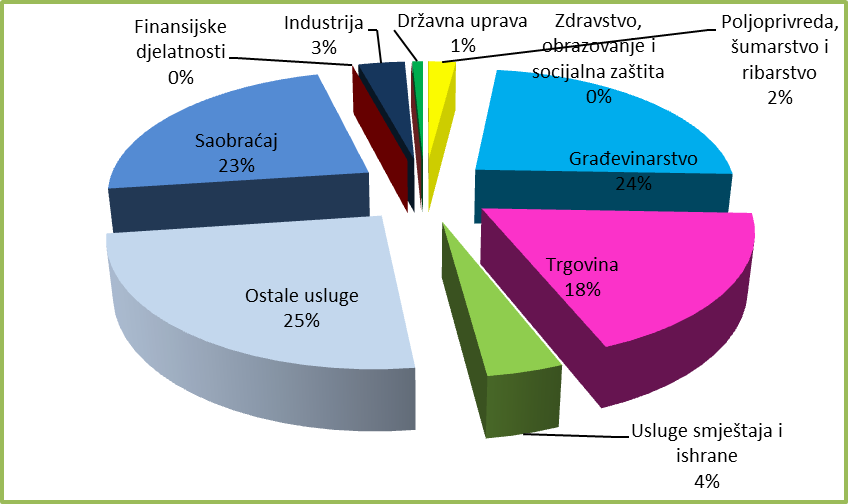 Finansijske
djelatnosti
0%
Industrija
3%
Državna uprava
1%
Zdravstvo,
obrazovanje i
socijalna zaštita
0%
Poljoprivreda,
šumarstvo i
ribarstvo
2%
Saobraćaj
23%
Građevinarstvo
24%
Trgovina
18%
Ostale usluge
25%
Usluge smještaja i
ishrane
4%